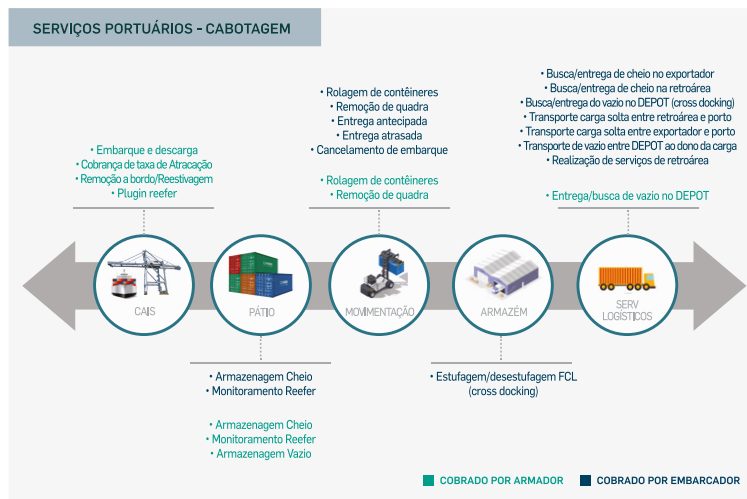 SERVIÇOS PORTUÁRIOS - CABOTAGEM
• Embarque e descarga
• Cobrança de taxa de Atracação
• Remoção a bordo/Reestivagem
• Plugin reefer
• Rolagem de contêineres
• Remoção de quadra
• Entrega antecipada
• Entrega atrasada
• Cancelamento de embarque
• Rolagem de contêineres
• Remoção de quadra
• Busca/entrega de cheio no exportador
• Busca/entrega de cheio na retroárea
• Busca/entrega do vazio no DEPOT (cross docking)
• Transporte carga solta entre retroárea e porto
• Transporte carga solta entre exportador e porto
• Transporte de vazio entre DEPOT ao dono da carga
• Realização de serviços de retroárea
• Entrega/busca de vazio no DEPOT
CAIS
PÁTIO
MOVIMENTAÇÃO
ARMAZÉM
SERV
LOGÍSTICOS
• Armazenagem Cheio
• Monitoramento Reefer
• Armazenagem Cheio
• Monitoramento Reefer
• Armazenagem Vazio
• Estufagem/desestufagem FCL
(cross docking)
COBRADO POR ARMADOR
COBRADO POR EMBARCADOR